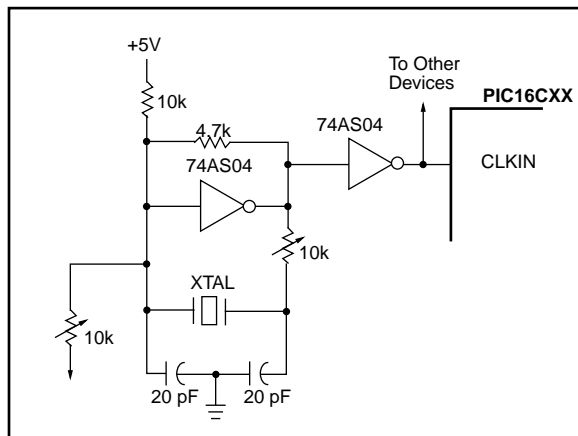 +5V
To Other
Devices
PIC16CXX
10k
4.7k
74AS04
74AS04
CLKIN
10k
XTAL
10k
20 pF
20 pF